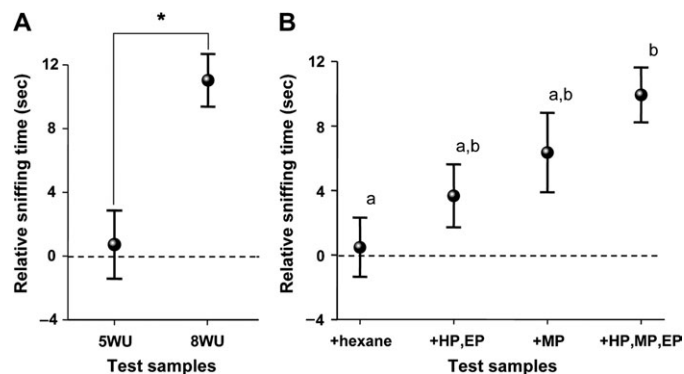 A
*
Relative sniffing time (sec)
12
8
4
0
–4
5WU 8WU
Test samples
B
Relative sniffing time (sec)
12
8
4
0
–4
a
a,b
a,b
b
+hexane +HP,EP +MP +HP,MP,EP
Test samples